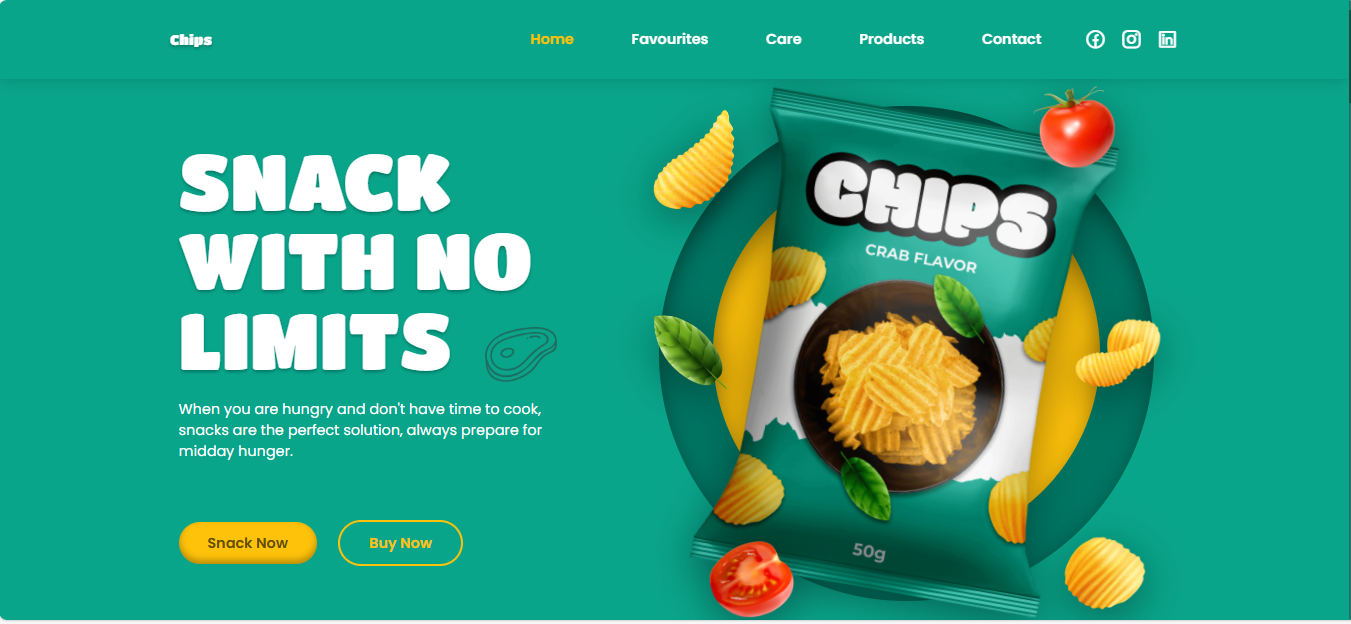 Chips
Home Favourites Care Products Contact
SNACK
WITH NO
LIMITS
When you are hungry and don't have time to cook,
snacks are the perfect solution, always prepare for
midday hunger.
Snack Now Buy Now
CHIPS
CRAB FLAVOR
50g